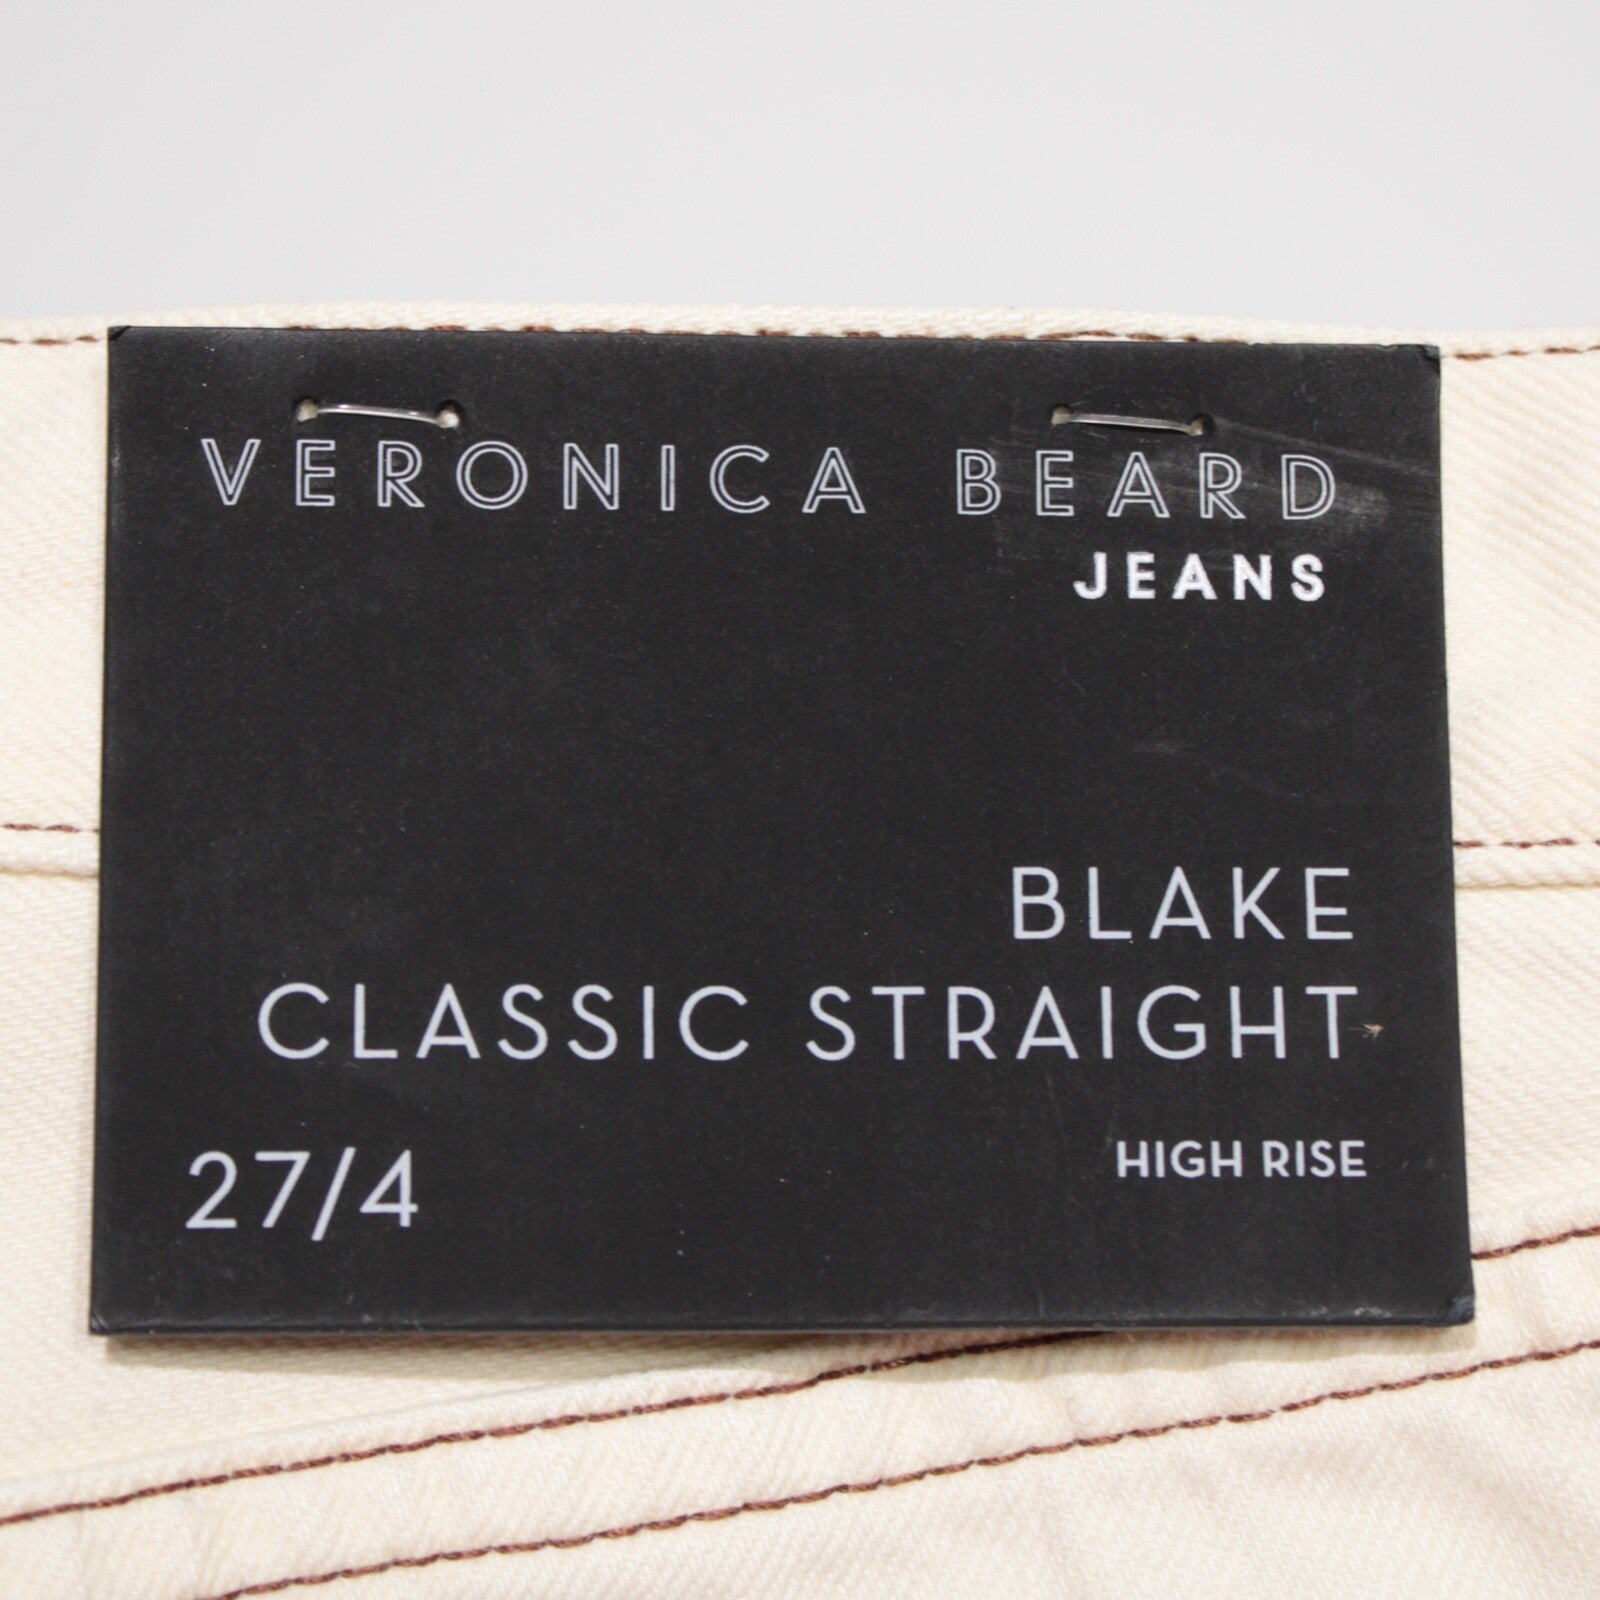 VERONICA BEARD
JEANS
BLAKE
CLASSIC STRAIGHT
27/4
HIGH RISE